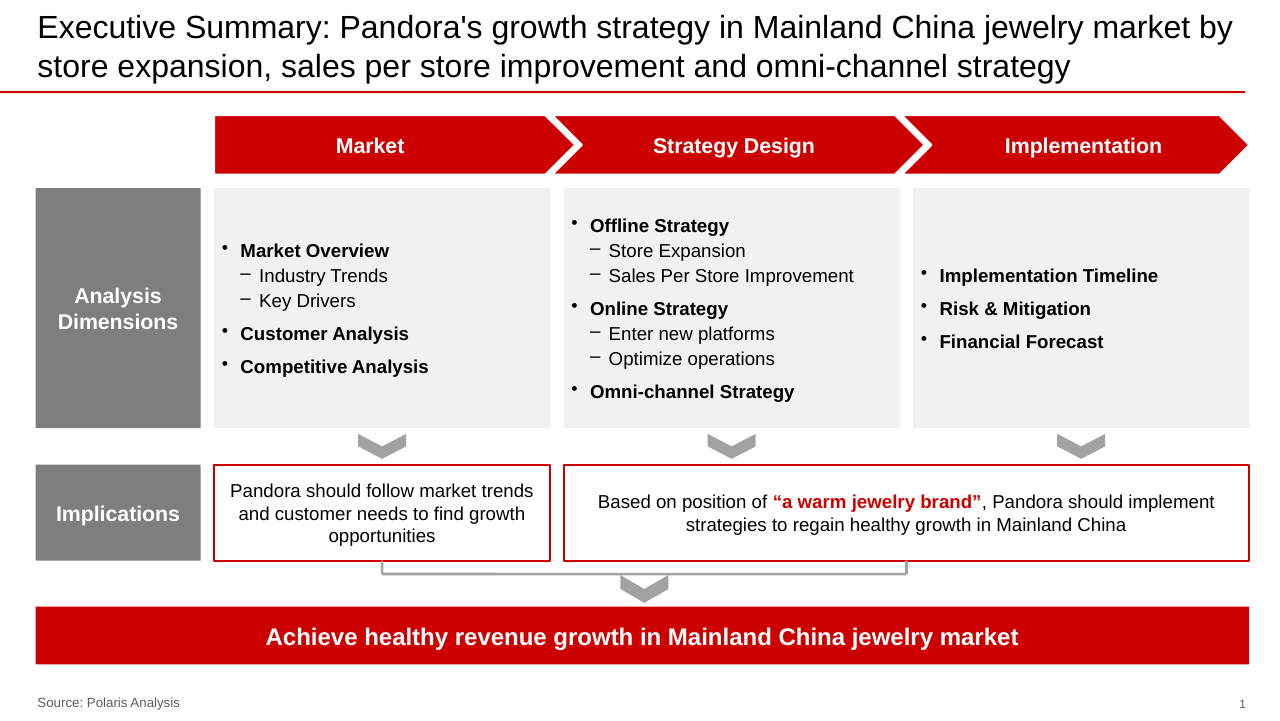 Executive Summary: Pandora's growth strategy in Mainland China jewelry market by
store expansion, sales per store improvement and omni-channel strategy
Market
Strategy Design
Implementation
Analysis
Dimensions
• Market Overview
– Industry Trends
– Key Drivers
• Customer Analysis
• Competitive Analysis
• Offline Strategy
– Store Expansion
– Sales Per Store Improvement
• Online Strategy
– Enter new platforms
– Optimize operations
• Omni-channel Strategy
• Implementation Timeline
• Risk & Mitigation
• Financial Forecast
Implications
Pandora should follow market trends
and customer needs to find growth
opportunities
Based on position of “a warm jewelry brand”, Pandora should implement
strategies to regain healthy growth in Mainland China
Achieve healthy revenue growth in Mainland China jewelry market
Source: Polaris Analysis
1